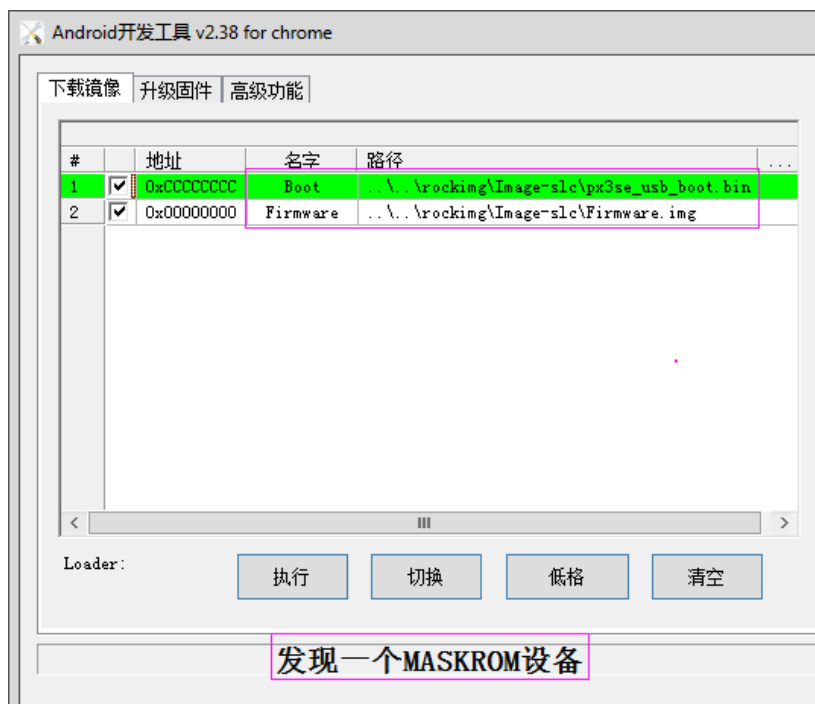 Android开发工具 v2.38 for chrome
下载镜像 升级固件 高级功能
# 地址 名字 路径 ...
1 0xCCCCCCCC Boot ..\..\rockimg\Image-slc\px3se_usb_boot.bin
2 0x00000000 Firmware ..\..\rockimg\Image-slc\Firmware.img
Loader:
执行 切换 低格 清空
发现一个MASKROM设备